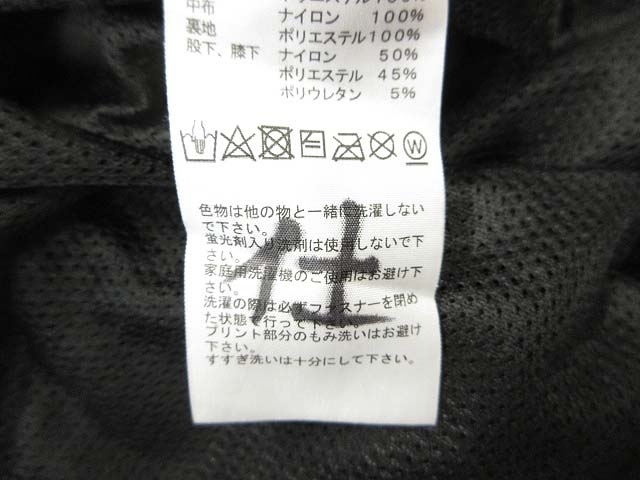 中布 ナイロン 100%
裏地 ポリエステル100%
股下、膝下 ナイロン 50%
ポリエステル 45%
ポリウレタン 5%
W
色物は他の物と一緒に洗濯しない
で下さい。
蛍光剤入り洗剤は使用しないで下
さい。
家庭用洗濯機のご使用はお避け下
さい。
洗濯の際は必ずファスナーを閉め
た状態で行って下さい。
プリント部分のもみ洗いはお避け
下さい。
すすぎ洗いは十分にして下さい。
仕